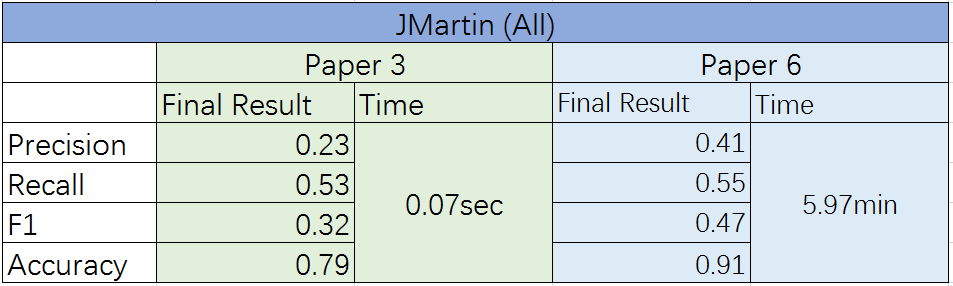 JMartin (All)
Paper 3 Paper 6
Final Result Time Final Result Time
Precision 0.23 0.41
Recall 0.53 0.55
0.07sec 5.97min
F1 0.32 0.47
Accuracy 0.79 0.91